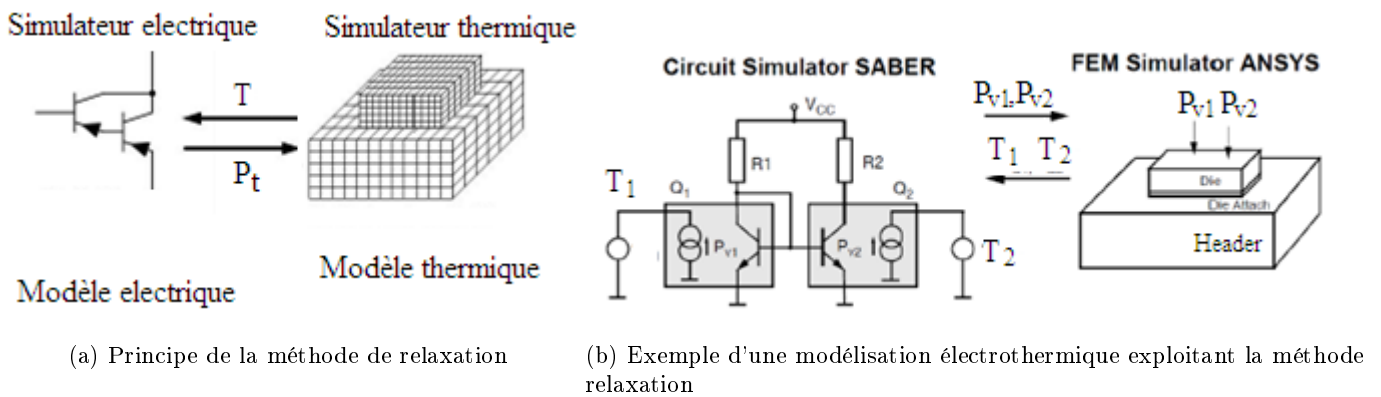 Simulateur electrique
Simulateur thermique
T
Pt
Modèle thermique
Modèle electrique
(a) Principe de la méthode de relaxation
Circuit Simulator SABER
FEM Simulator ANSYS
VCC
R1
R2
T1
Q1
Q2
Pv1
Pv2
T2
Pv1,Pv2
T1 T2
Pv1 Pv2
Die
Die Attach
Header
(b) Exemple d'une modélisation électrothermique exploitant la méthode
relaxation